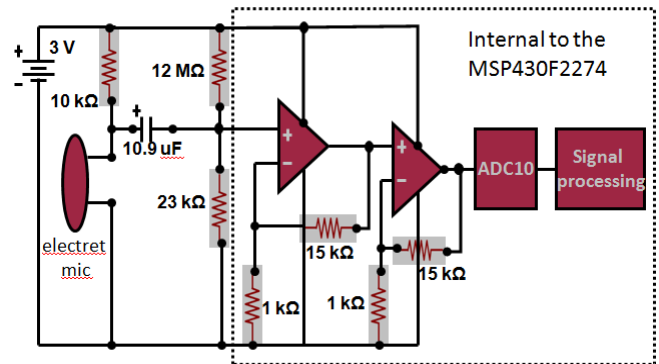 Internal to the
MSP430F2274
+
3 V
-
12 MΩ
10 kΩ
+
10.9 uF
+
-
+
-
ADC10
Signal
processing
23 kΩ
electret
mic
15 kΩ
15 kΩ
1 kΩ
1 kΩ